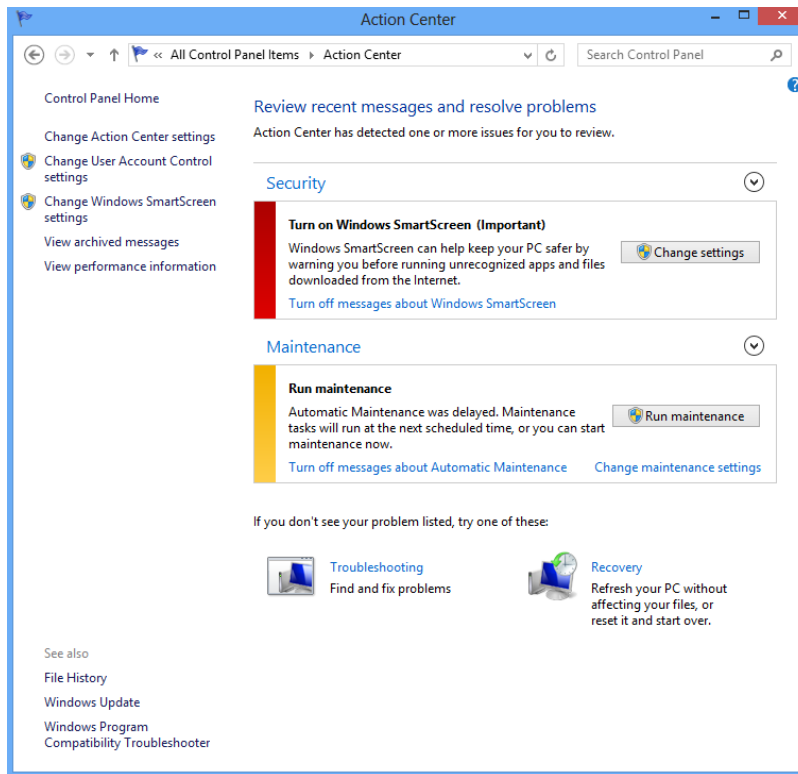 Action Center
« All Control Panel Items Action Center
Search Control Panel
?
Control Panel Home
Change Action Center settings
Change User Account Control
settings
Change Windows SmartScreen
settings
View archived messages
View performance information
Review recent messages and resolve problems
Action Center has detected one or more issues for you to review.
Security
Turn on Windows SmartScreen (Important)
Windows SmartScreen can help keep your PC safer by
warning you before running unrecognized apps and files
downloaded from the Internet.
Change settings
Turn off messages about Windows SmartScreen
Maintenance
Run maintenance
Automatic Maintenance was delayed. Maintenance
tasks will run at the next scheduled time, or you can start
maintenance now.
Run maintenance
Turn off messages about Automatic Maintenance
Change maintenance settings
If you don't see your problem listed, try one of these:
Troubleshooting
Find and fix problems
Recovery
Refresh your PC without
affecting your files, or
reset it and start over.
See also
File History
Windows Update
Windows Program
Compatibility Troubleshooter